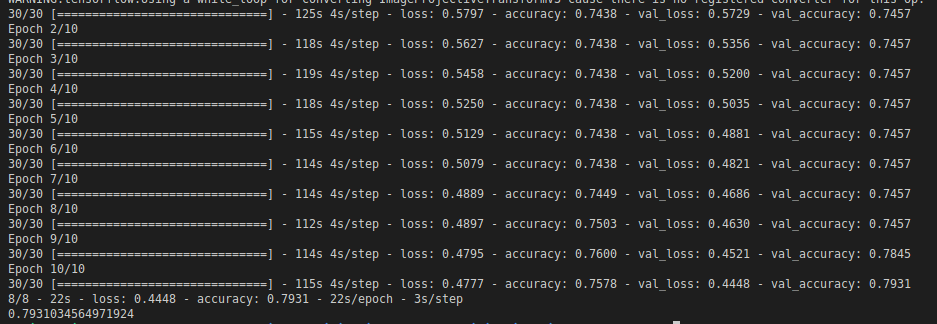 WARNING:tensorflow:Using a while_loop for converting ImageProjectiveTransformV3 cause there is no registered converter for this op.
30/30 [==============================] - 125s 4s/step - loss: 0.5797 - accuracy: 0.7438 - val_loss: 0.5729 - val_accuracy: 0.7457
Epoch 2/10
30/30 [==============================] - 118s 4s/step - loss: 0.5627 - accuracy: 0.7438 - val_loss: 0.5356 - val_accuracy: 0.7457
Epoch 3/10
30/30 [==============================] - 119s 4s/step - loss: 0.5458 - accuracy: 0.7438 - val_loss: 0.5200 - val_accuracy: 0.7457
Epoch 4/10
30/30 [==============================] - 118s 4s/step - loss: 0.5250 - accuracy: 0.7438 - val_loss: 0.5035 - val_accuracy: 0.7457
Epoch 5/10
30/30 [==============================] - 115s 4s/step - loss: 0.5129 - accuracy: 0.7438 - val_loss: 0.4881 - val_accuracy: 0.7457
Epoch 6/10
30/30 [==============================] - 114s 4s/step - loss: 0.5079 - accuracy: 0.7438 - val_loss: 0.4821 - val_accuracy: 0.7457
Epoch 7/10
30/30 [==============================] - 114s 4s/step - loss: 0.4889 - accuracy: 0.7449 - val_loss: 0.4686 - val_accuracy: 0.7457
Epoch 8/10
30/30 [==============================] - 112s 4s/step - loss: 0.4897 - accuracy: 0.7503 - val_loss: 0.4630 - val_accuracy: 0.7457
Epoch 9/10
30/30 [==============================] - 114s 4s/step - loss: 0.4795 - accuracy: 0.7600 - val_loss: 0.4521 - val_accuracy: 0.7845
Epoch 10/10
30/30 [==============================] - 115s 4s/step - loss: 0.4777 - accuracy: 0.7578 - val_loss: 0.4448 - val_accuracy: 0.7931
8/8 - 22s - loss: 0.4448 - accuracy: 0.7931 - 22s/epoch - 3s/step
0.7931034564971924